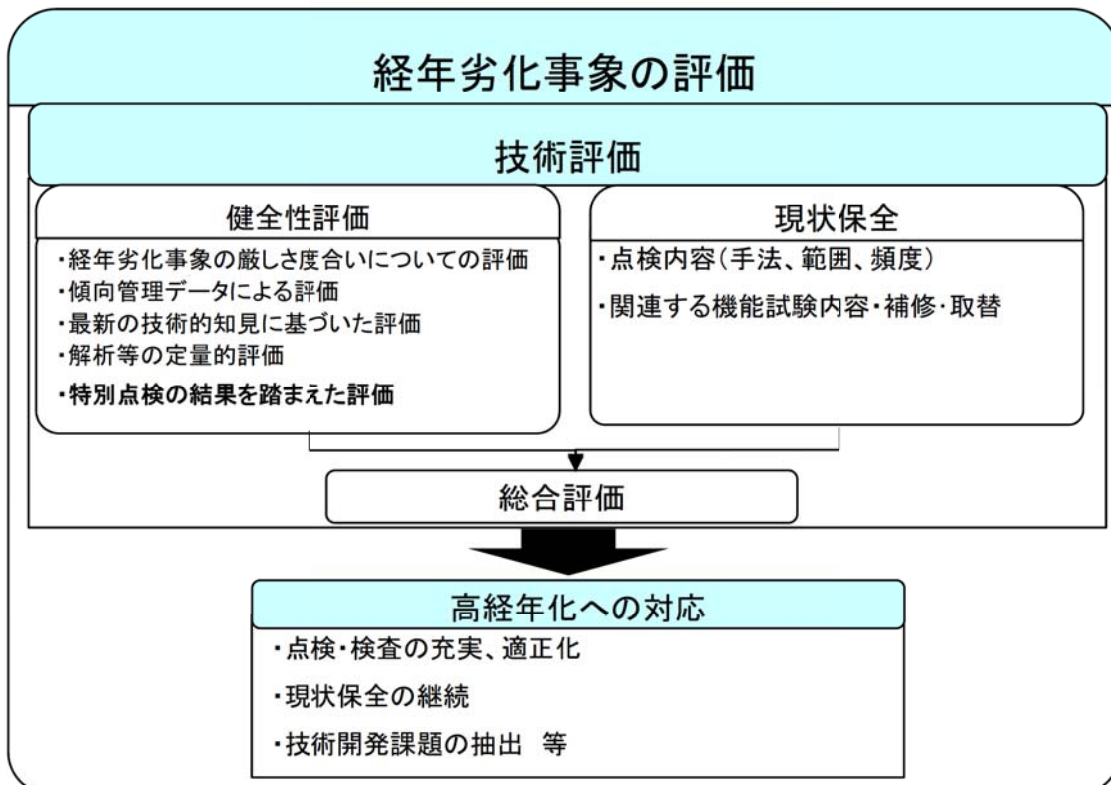 経年劣化事象の評価
技術評価
健全性評価
・経年劣化事象の厳しさ度合いについての評価
・傾向管理データによる評価
・最新の技術的知見に基づいた評価
・解析等の定量的評価
・特別点検の結果を踏まえた評価
現状保全
・点検内容(手法、範囲、頻度)
・関連する機能試験内容・補修・取替
総合評価
高経年化への対応
・点検・検査の充実、適正化
・現状保全の継続
・技術開発課題の抽出　等